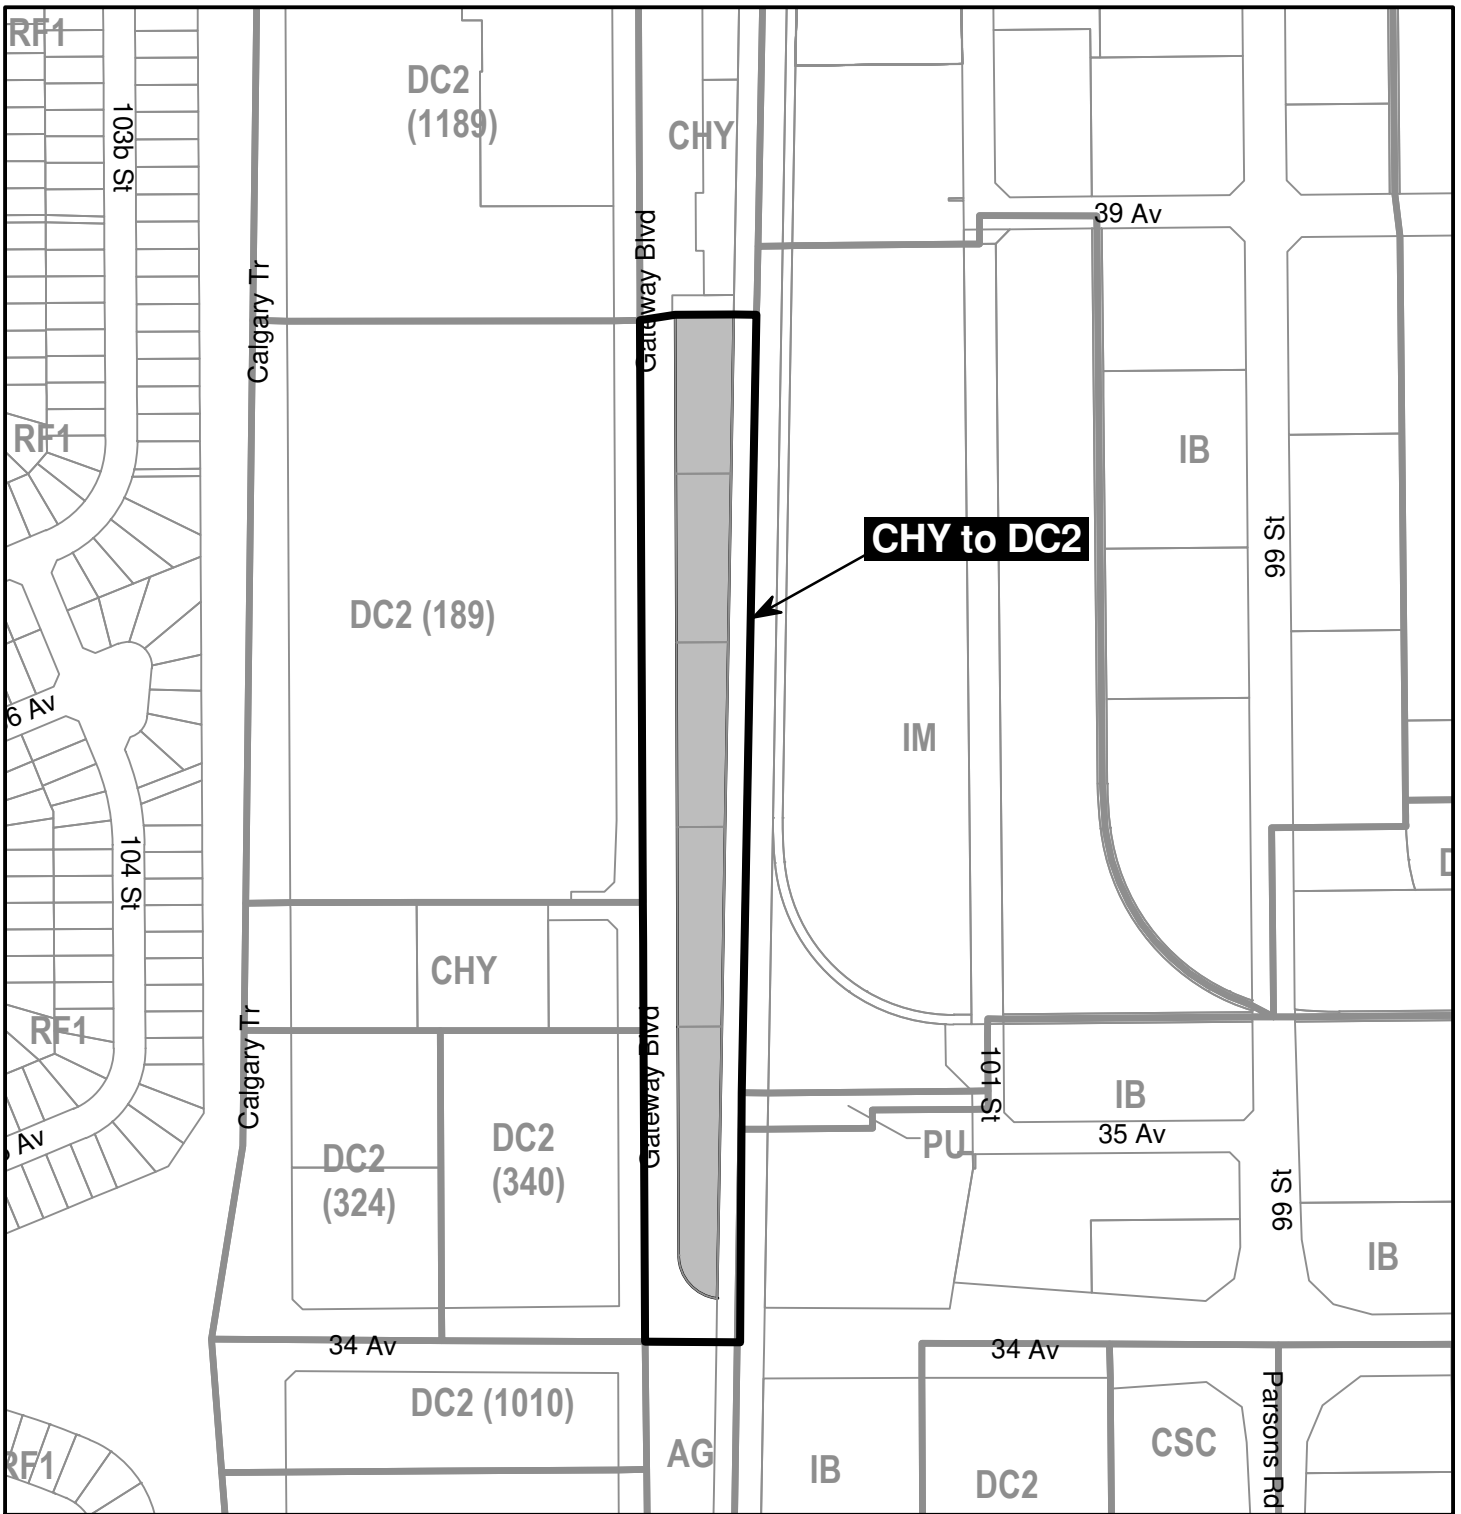 RF1
103b St
DC2
(1189)
CHY
39 Av
Gateway Blvd
Calgary Tr
RF1
IB
CHY to DC2
99 St
DC2 (189)
6 Av
IM
104 St
CHY
RF1
Calgary Tr
Gateway Blvd
101 St
IB
35 Av
PU
DC2
(324)
DC2
(340)
Av
99 St
IB
34 Av
34 Av
DC2 (1010)
AG
IB
DC2
CSC
Parsons Rd
RF1